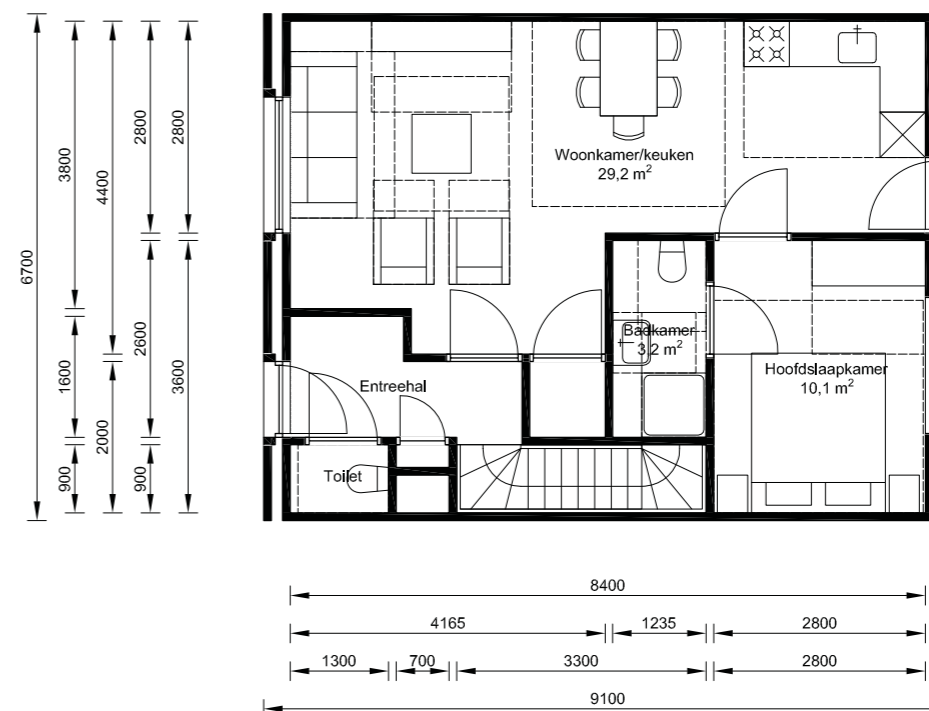 Woonkamer/keuken
29,2 m²
Badkamer
3,2 m²
Hoofdslaapkamer
10,1 m²
Entreehal
Toilet
6700
3800
1600
900
4400
2000
2800
2600
900
2800
3600
8400
4165
1235
2800
1300
700
3300
2800
9100